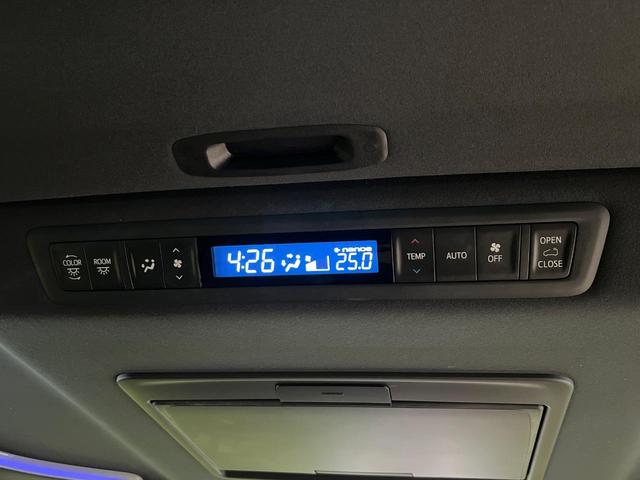 COLOR ROOM
4:26 nanoe 25.0
TEMP AUTO OFF
OPEN
CLOSE